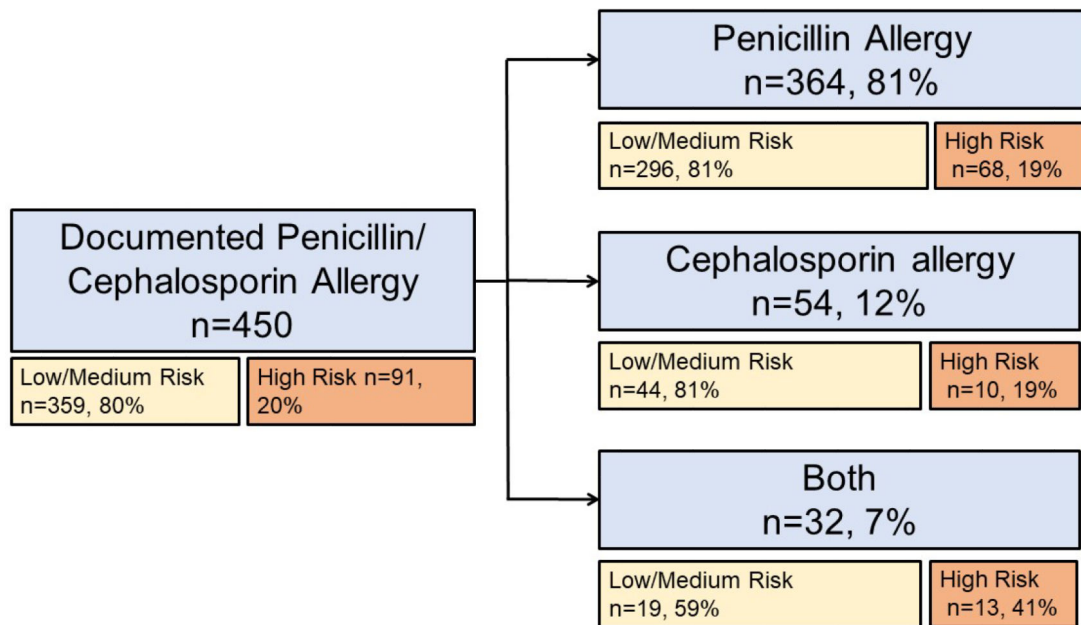 Documented Penicillin/
Cephalosporin Allergy
n=450
Low/Medium Risk
n=359, 80%
High Risk n=91,
20%
Penicillin Allergy
n=364, 81%
Low/Medium Risk
n=296, 81%
High Risk
n=68, 19%
Cephalosporin allergy
n=54, 12%
Low/Medium Risk
n=44, 81%
High Risk
n=10, 19%
Both
n=32, 7%
Low/Medium Risk
n=19, 59%
High Risk
n=13, 41%